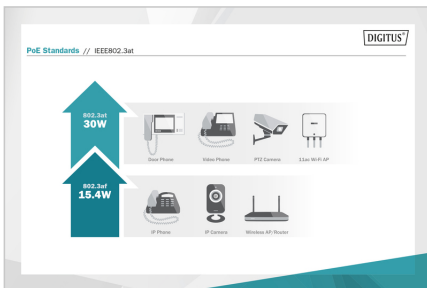 DIGITUS®
PoE Standards // IEEE802.3at
802.3at
30W
Door Phone
Video Phone
PTZ Camera
11ac Wi-Fi AP
802.3af
15.4W
IP Phone
IP Camera
Wireless AP/Router